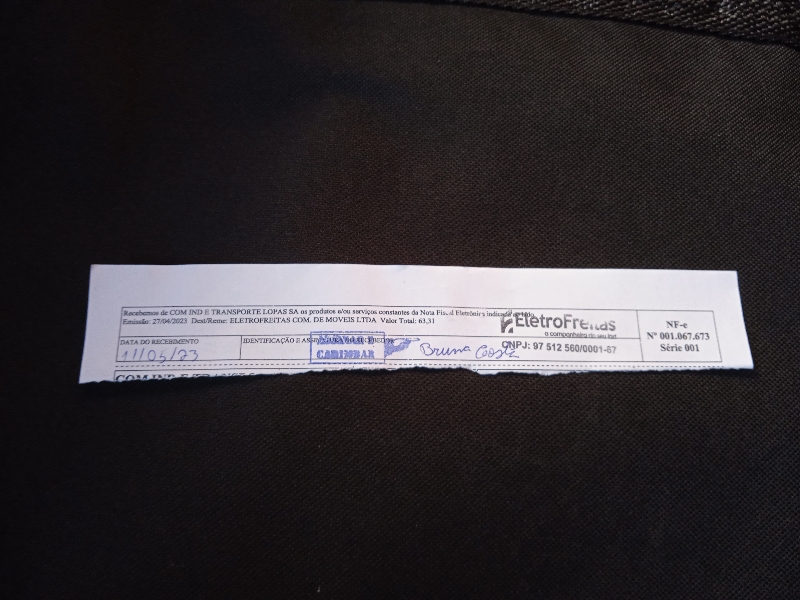 Recebemos de COM IND E TRANSPORTE LOPAS SA os produtos e/ou serviços constantes da Nota Fiscal Eletrônica indicada
Emissão: 27/04/2023 Dest/Reme: ELETROFREITAS COM. DE MOVEIS LTDA Valor Total: 63,31
EletroFreitas
o companheiro do seu lar!
CNPJ: 97 512 560/0001-67
NF-e
Nº 001.067.673
Série 001
DATA DO RECEBIMENTO
11/05/23
IDENTIFICAÇÃO E ASSINATURA DO RECEBEDOR
CARIMBAR
Bruna Costa
COM IND E